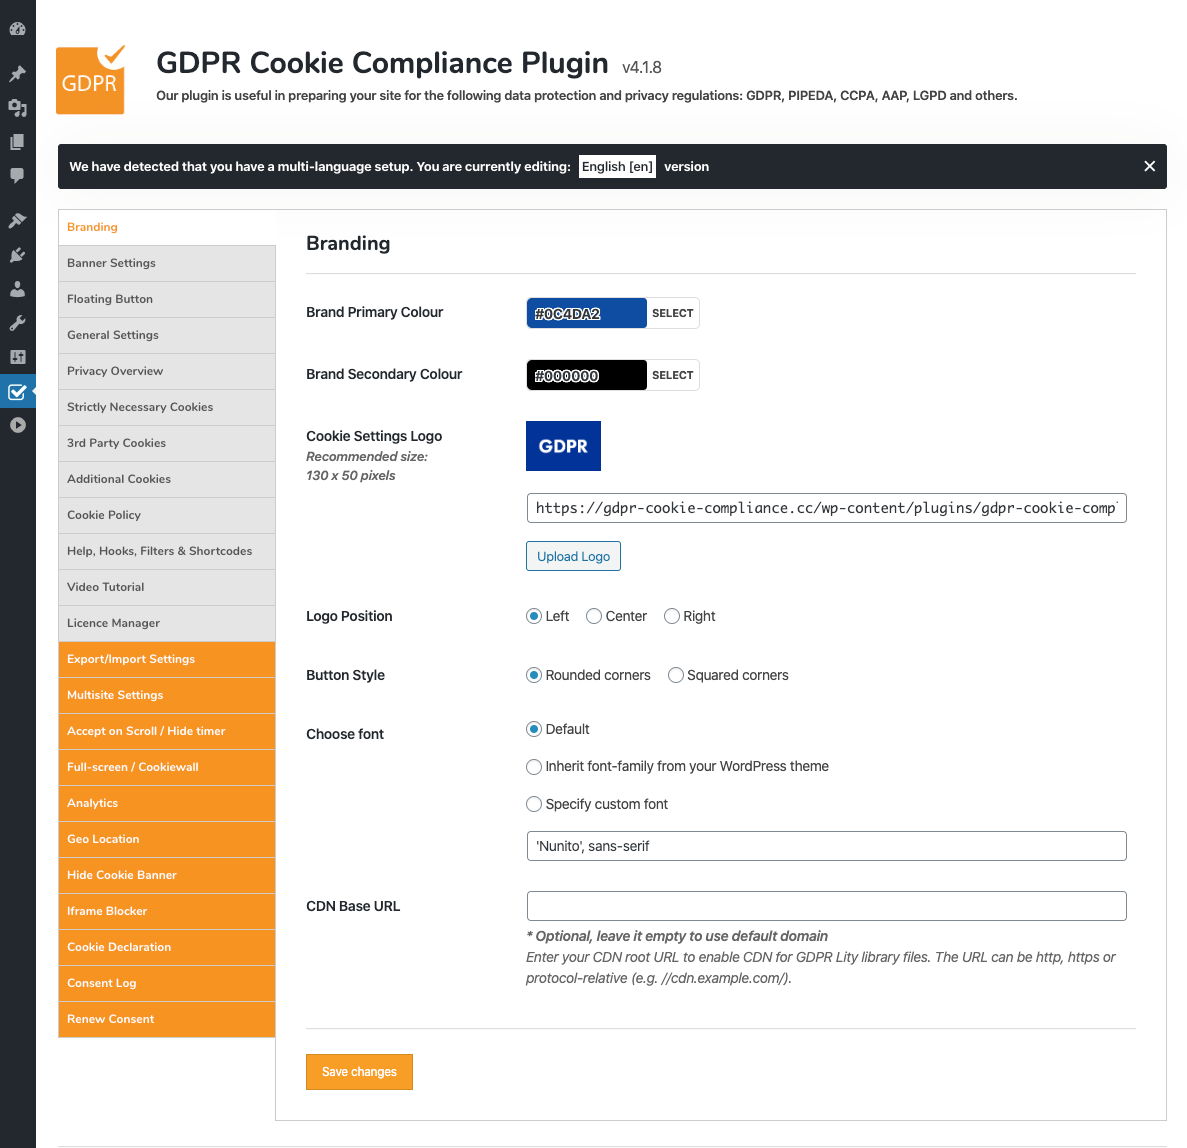 GDPR
GDPR Cookie Compliance Plugin v4.1.8
Our plugin is useful in preparing your site for the following data protection and privacy regulations: GDPR, PIPEDA, CCPA, AAP, LGPD and others.
We have detected that you have a multi-language setup. You are currently editing: English [en] version
Branding
Banner Settings
Floating Button
General Settings
Privacy Overview
Strictly Necessary Cookies
3rd Party Cookies
Additional Cookies
Cookie Policy
Help, Hooks, Filters & Shortcodes
Video Tutorial
Licence Manager
Export/Import Settings
Multisite Settings
Accept on Scroll / Hide timer
Full-screen / Cookiewall
Analytics
Geo Location
Hide Cookie Banner
Iframe Blocker
Cookie Declaration
Consent Log
Renew Consent
Branding
Brand Primary Colour #0C4DA2 SELECT
Brand Secondary Colour #000000 SELECT
Cookie Settings Logo
Recommended size:
130 x 50 pixels
GDPR
https://gdpr-cookie-compliance.cc/wp-content/plugins/gdpr-cookie-comp
Upload Logo
Logo Position Left Center Right
Button Style Rounded corners Squared corners
Choose font Default
Inherit font-family from your WordPress theme
Specify custom font
'Nunito', sans-serif
CDN Base URL
* Optional, leave it empty to use default domain
Enter your CDN root URL to enable CDN for GDPR Lity library files. The URL can be http, https or
protocol-relative (e.g. //cdn.example.com/).
Save changes